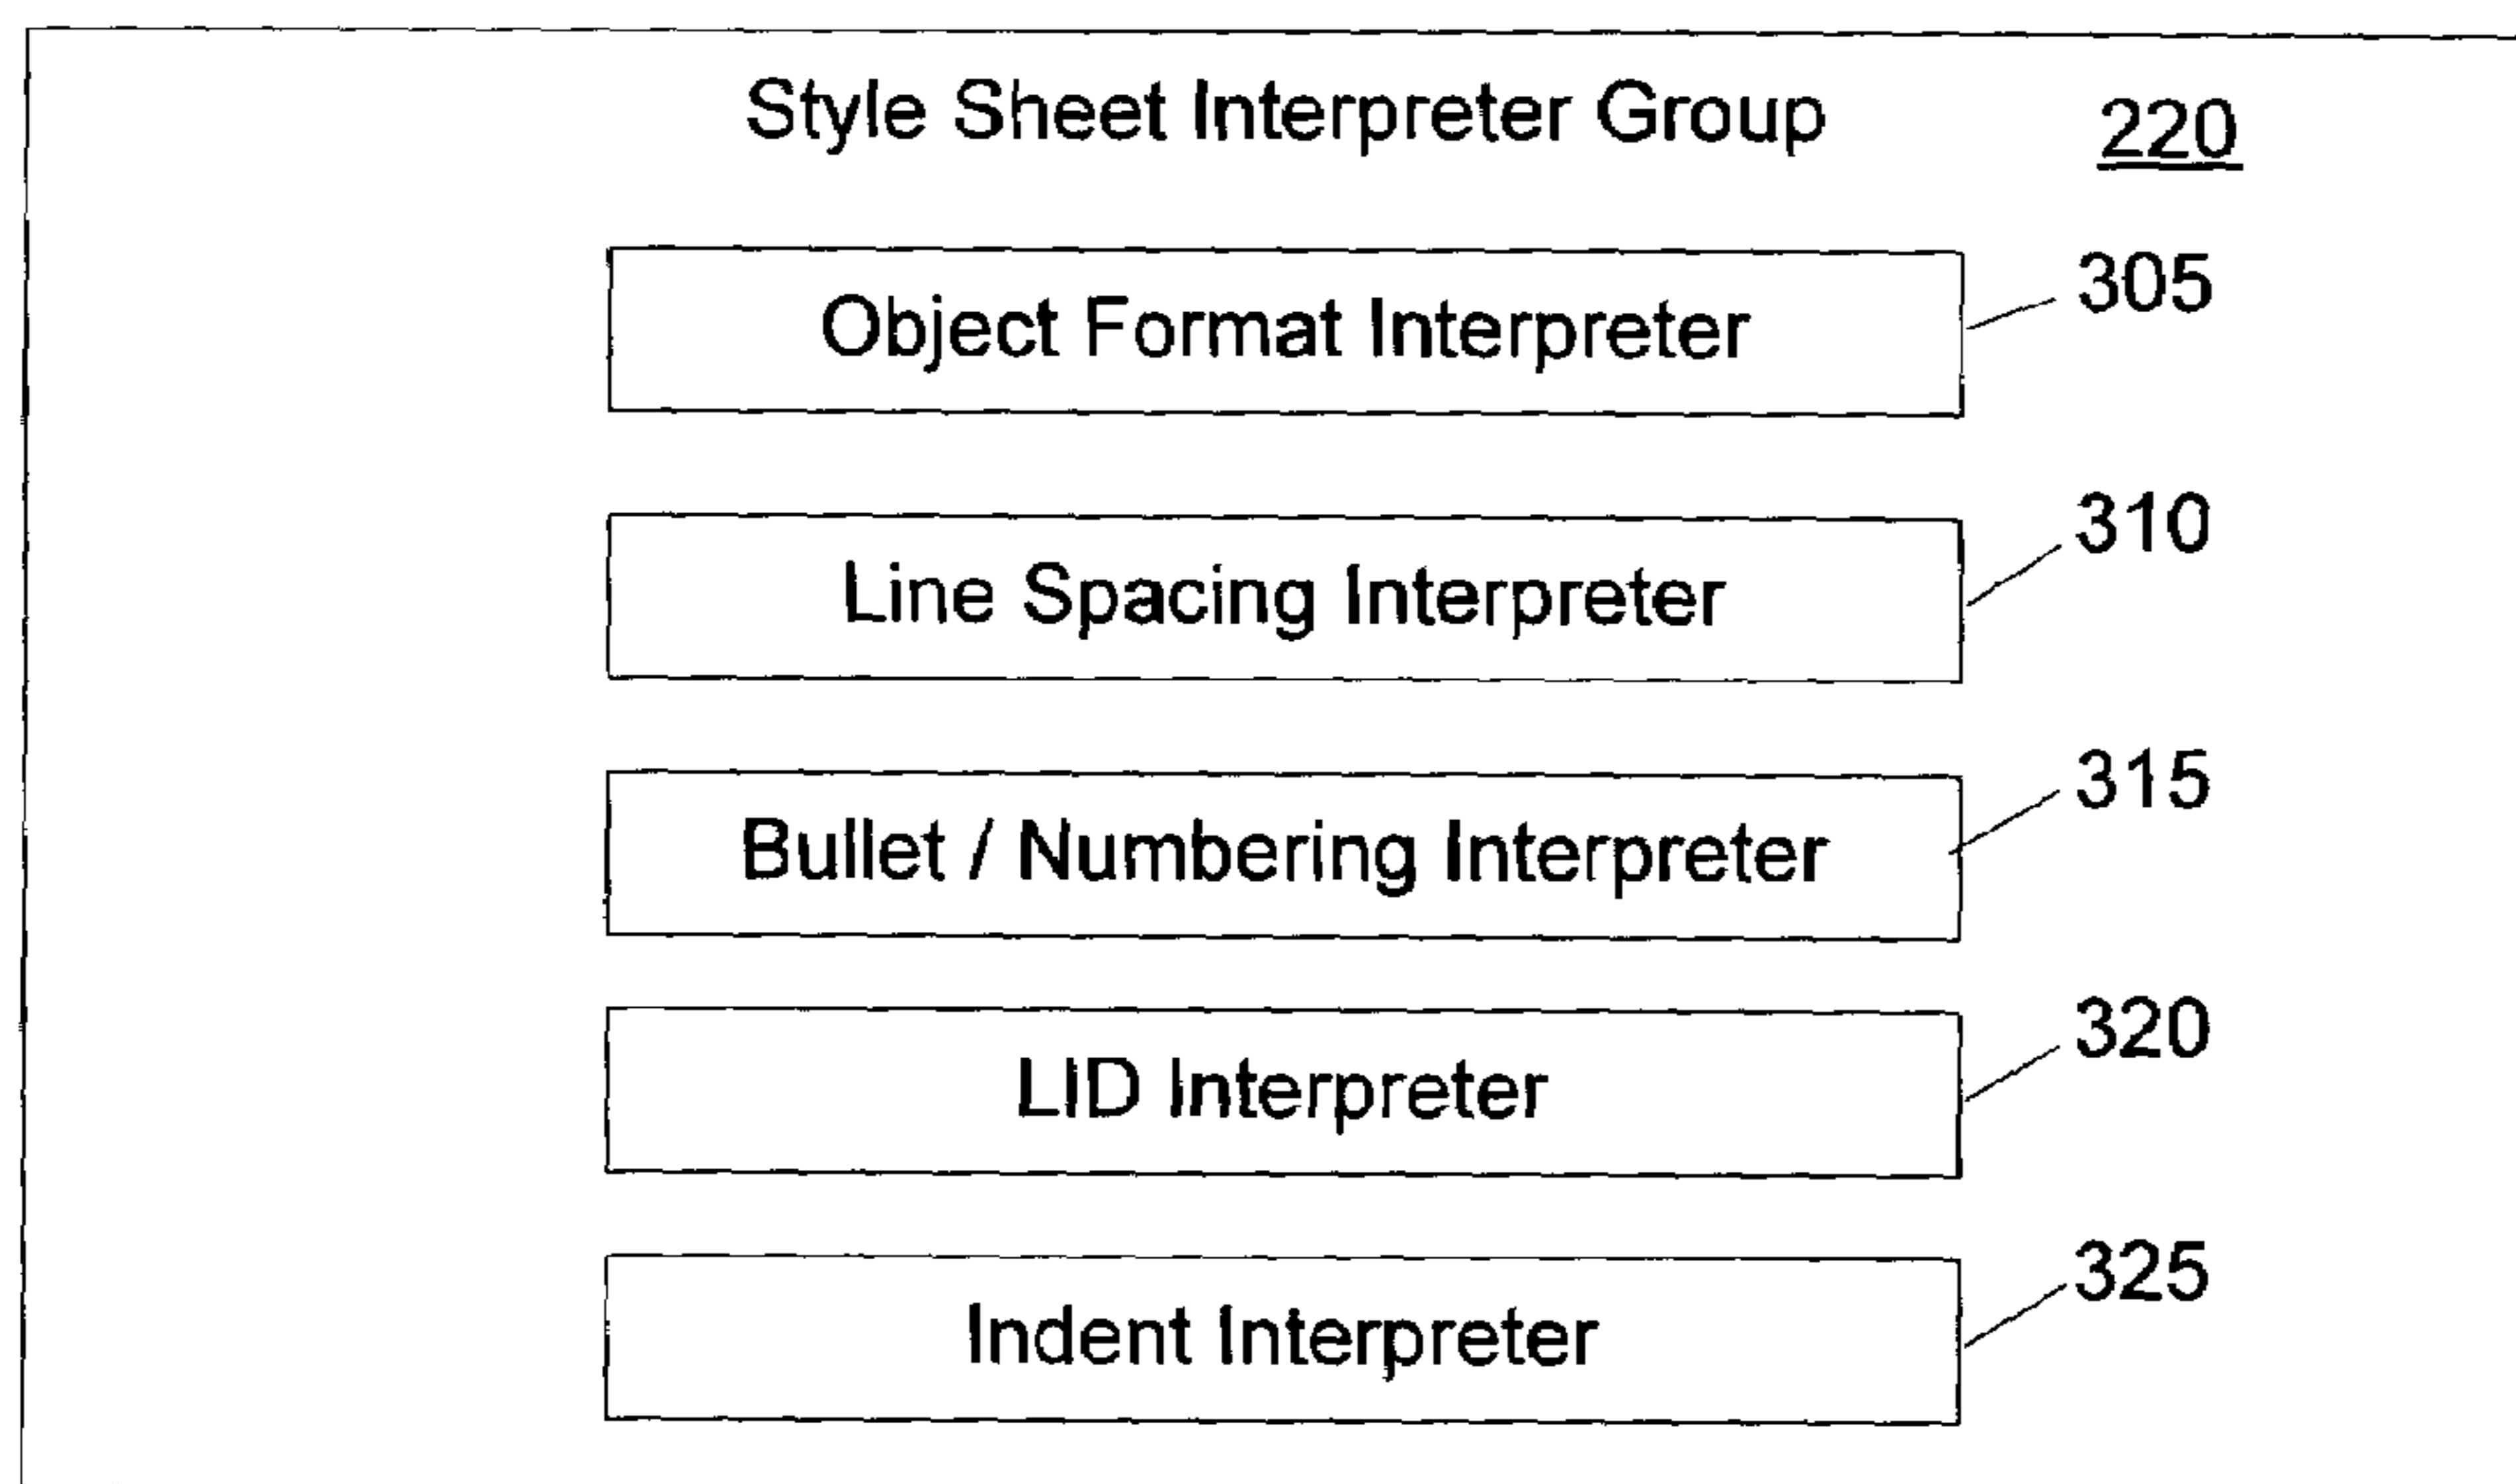 Style Sheet Interpreter Group 220
Object Format Interpreter 305
Line Spacing Interpreter 310
Bullet / Numbering Interpreter 315
LID Interpreter 320
Indent Interpreter 325